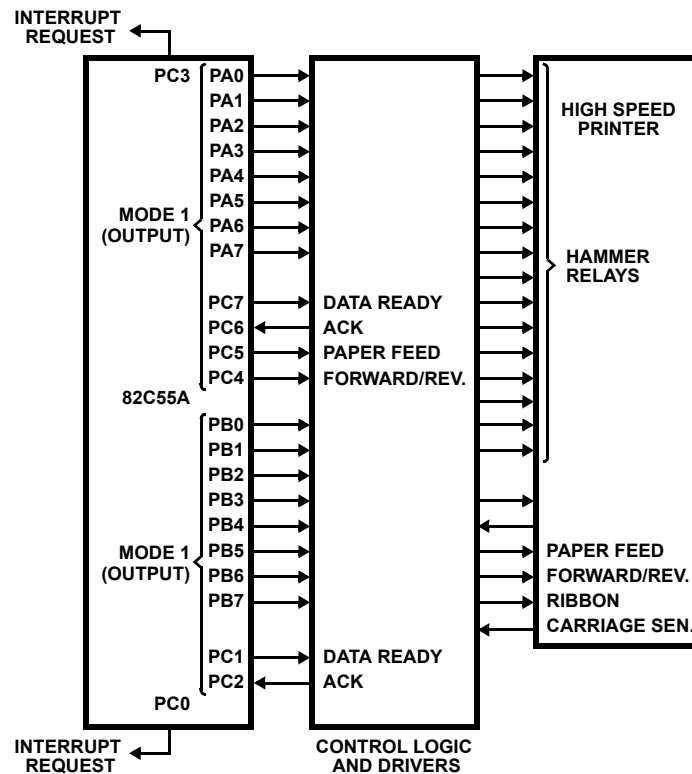 INTERRUPT
REQUEST
PC3
PA0
PA1
PA2
PA3
PA4
PA5
PA6
PA7
MODE 1
(OUTPUT)
PC7
PC6
PC5
PC4
82C55A
PB0
PB1
PB2
PB3
PB4
PB5
PB6
PB7
MODE 1
(OUTPUT)
PC1
PC2
PC0
INTERRUPT
REQUEST
DATA READY
ACK
PAPER FEED
FORWARD/REV.
DATA READY
ACK
CONTROL LOGIC
AND DRIVERS
HIGH SPEED
PRINTER
HAMMER
RELAYS
PAPER FEED
FORWARD/REV.
RIBBON
CARRIAGE SEN.